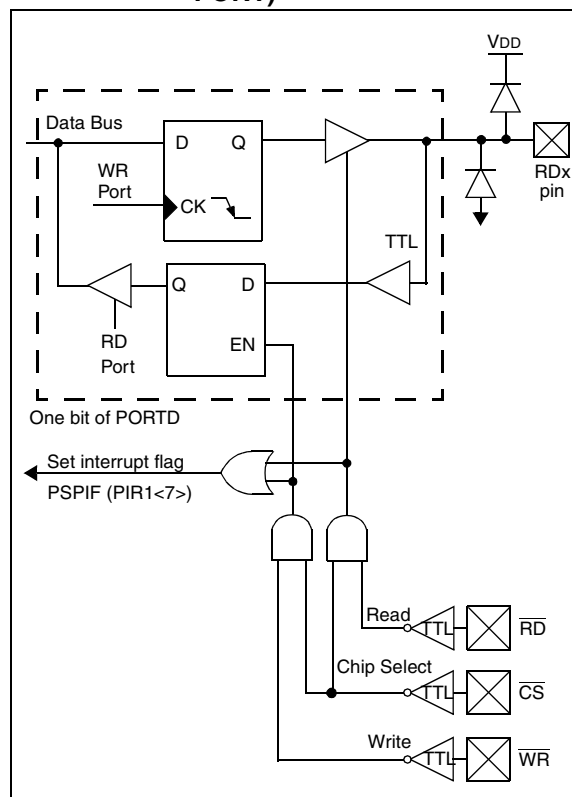 PORT)
VDD
Data Bus
D Q
RDx
pin
WR
Port
CK
TTL
Q D
RD
Port
EN
One bit of PORTD
Set interrupt flag
PSPIF (PIR1<7>)
Read
TTL
RD
Chip Select
TTL
CS
Write
TTL
WR